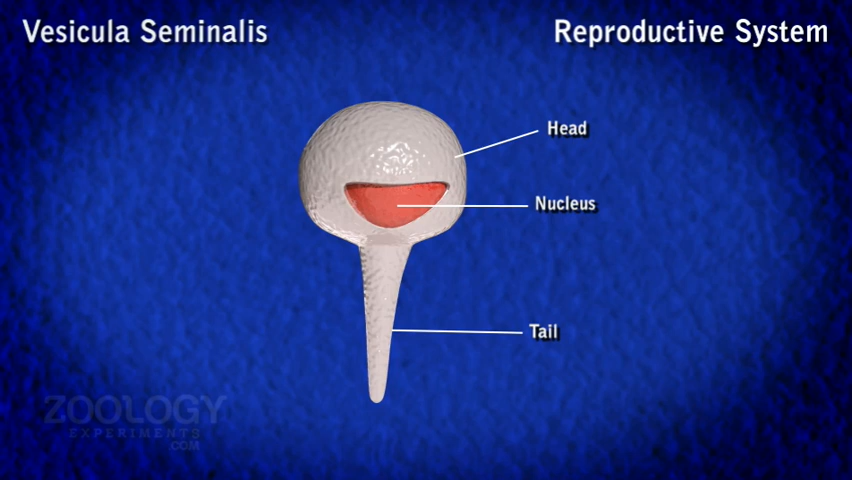 Vesicula Seminalis
Reproductive System
Head
Nucleus
Tail
ZOOLOGY
EXPERIMENTS
.COM